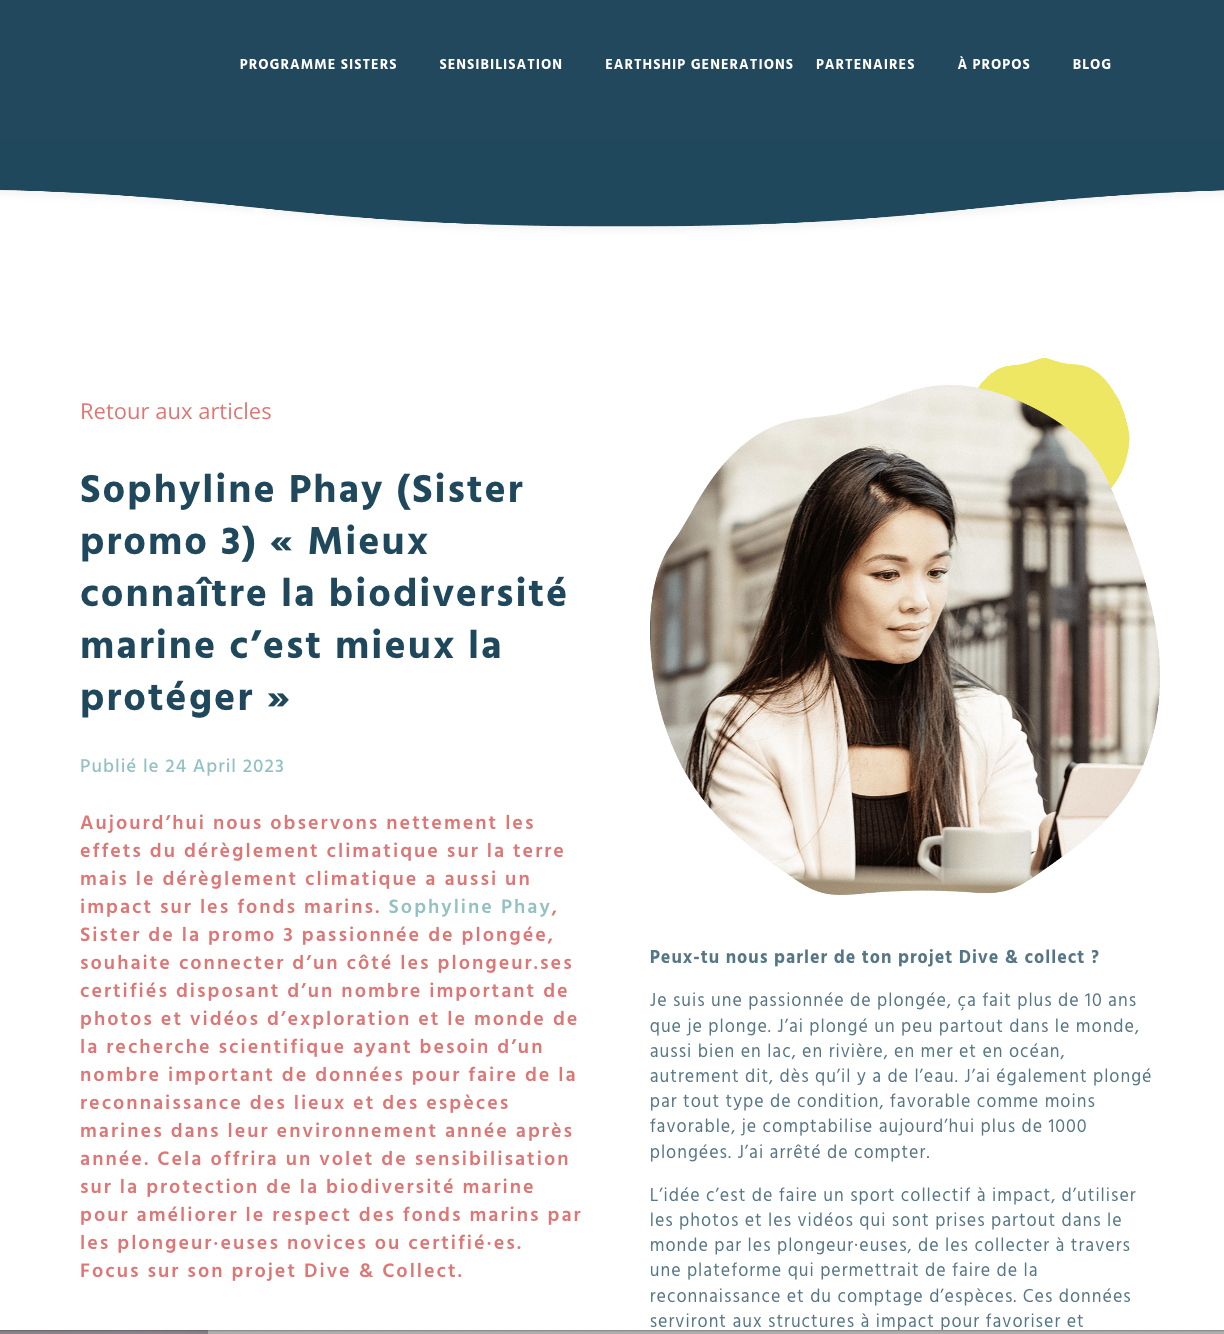 PROGRAMME SISTERS SENSIBILISATION EARTHSHIP GENERATIONS PARTENAIRES À PROPOS BLOG
Retour aux articles
Sophyline Phay (Sister
promo 3) « Mieux
connaître la biodiversité
marine c’est mieux la
protéger »
Publié le 24 April 2023
Aujourd’hui nous observons nettement les
effets du dérèglement climatique sur la terre
mais le dérèglement climatique a aussi un
impact sur les fonds marins. Sophyline Phay,
Sister de la promo 3 passionnée de plongée,
souhaite connecter d’un côté les plongeur.ses
certifiés disposant d’un nombre important de
photos et vidéos d’exploration et le monde de
la recherche scientifique ayant besoin d’un
nombre important de données pour faire de la
reconnaissance des lieux et des espèces
marines dans leur environnement année après
année. Cela offrira un volet de sensibilisation
sur la protection de la biodiversité marine
pour améliorer le respect des fonds marins par
les plongeur·euses novices ou certifié·es.
Focus sur son projet Dive & Collect.
Peux-tu nous parler de ton projet Dive & collect ?
Je suis une passionnée de plongée, ça fait plus de 10 ans
que je plonge. J’ai plongé un peu partout dans le monde,
aussi bien en lac, en rivière, en mer et en océan,
autrement dit, dès qu’il y a de l’eau. J’ai également plongé
par tout type de condition, favorable comme moins
favorable, je comptabilise aujourd’hui plus de 1000
plongées. J’ai arrêté de compter.
L’idée c’est de faire un sport collectif à impact, d’utiliser
les photos et les vidéos qui sont prises partout dans le
monde par les plongeur·euses, de les collecter à travers
une plateforme qui permettrait de faire de la
reconnaissance et du comptage d’espèces. Ces données
serviront aux structures à impact pour favoriser et